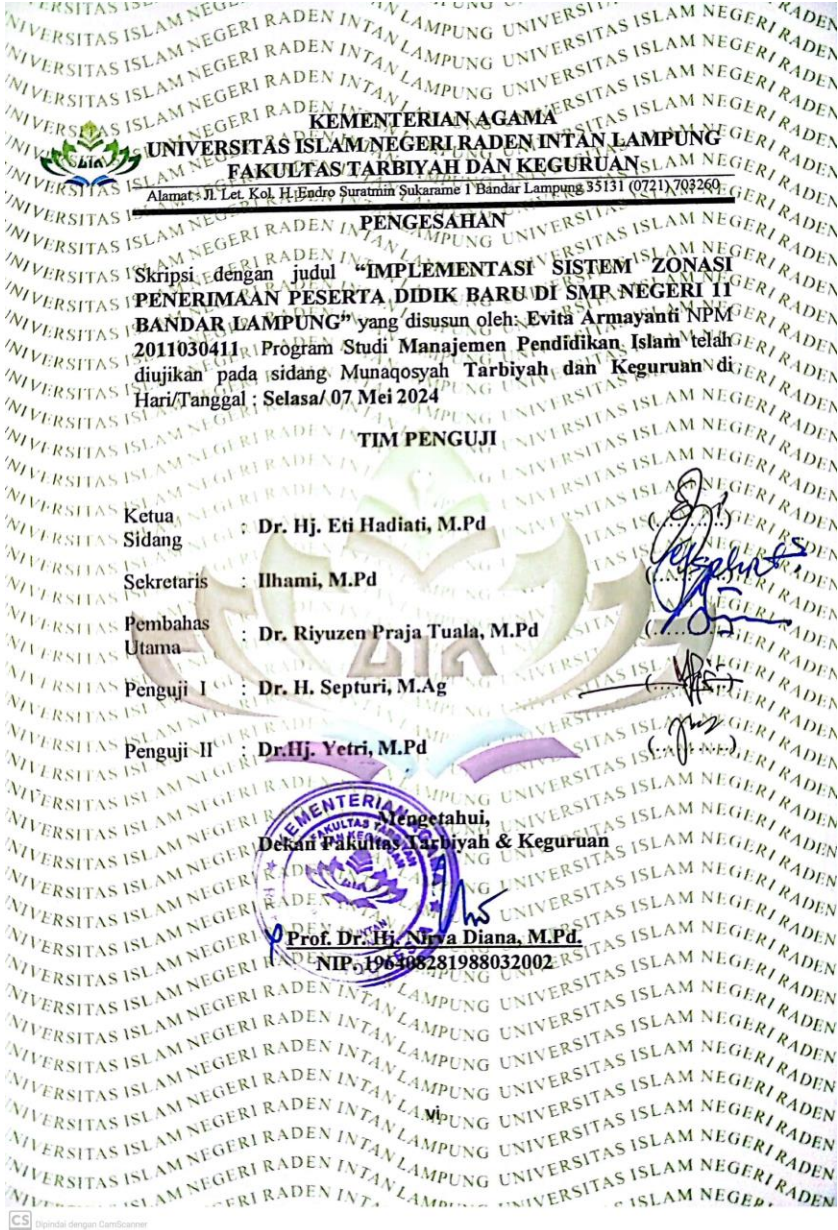 KEMENTERIAN AGAMA
UNIVERSITAS ISLAM NEGERI RADEN INTAN LAMPUNG
FAKULTAS TARBIYAH DAN KEGURUAN
Alamat : Jl. Let. Kol. H. Endro Suratmin Sukarame 1 Bandar Lampung 35131 (0721) 703260
PENGESAHAN
Skripsi dengan judul “IMPLEMENTASI SISTEM ZONASI
PENERIMAAN PESERTA DIDIK BARU DI SMP NEGERI 11
BANDAR LAMPUNG” yang disusun oleh: Evita Armayanti NPM
2011030411 Program Studi Manajemen Pendidikan Islam telah
diujikan pada sidang Munaqosyah Tarbiyah dan Keguruan di
Hari/Tanggal : Selasa/ 07 Mei 2024
TIM PENGUJI
Ketua Sidang : Dr. Hj. Eti Hadiati, M.Pd
Sekretaris : Ilhami, M.Pd
Pembahas Utama : Dr. Riyuzen Praja Tuala, M.Pd
Penguji I : Dr. H. Septuri, M.Ag
Penguji II : Dr.Hj. Yetri, M.Pd
Mengetahui,
Dekan Fakultas Tarbiyah & Keguruan
Prof. Dr. Hj. Nirva Diana, M.Pd.
NIP. 196408281988032002
vi
CS Dipindai dengan CamScanner